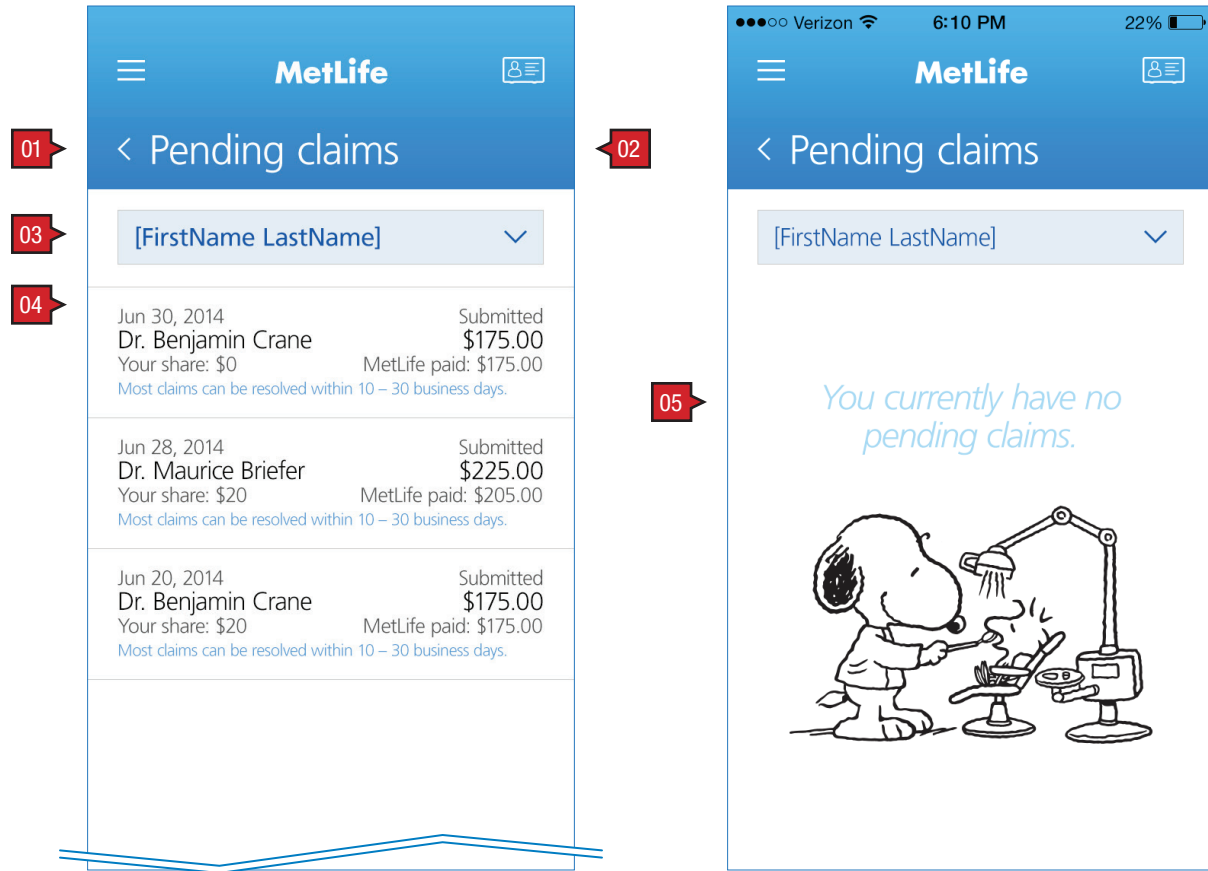 MetLife
01
Pending claims
02
03
[FirstName LastName]
04
Jun 30, 2014 Submitted
Dr. Benjamin Crane $175.00
Your share: $0 MetLife paid: $175.00
Most claims can be resolved within 10 – 30 business days.
Jun 28, 2014 Submitted
Dr. Maurice Briefer $225.00
Your share: $20 MetLife paid: $205.00
Most claims can be resolved within 10 – 30 business days.
Jun 20, 2014 Submitted
Dr. Benjamin Crane $175.00
Your share: $20 MetLife paid: $175.00
Most claims can be resolved within 10 – 30 business days.
Verizon 6:10 PM 22%
MetLife
Pending claims
[FirstName LastName]
05
You currently have no
pending claims.